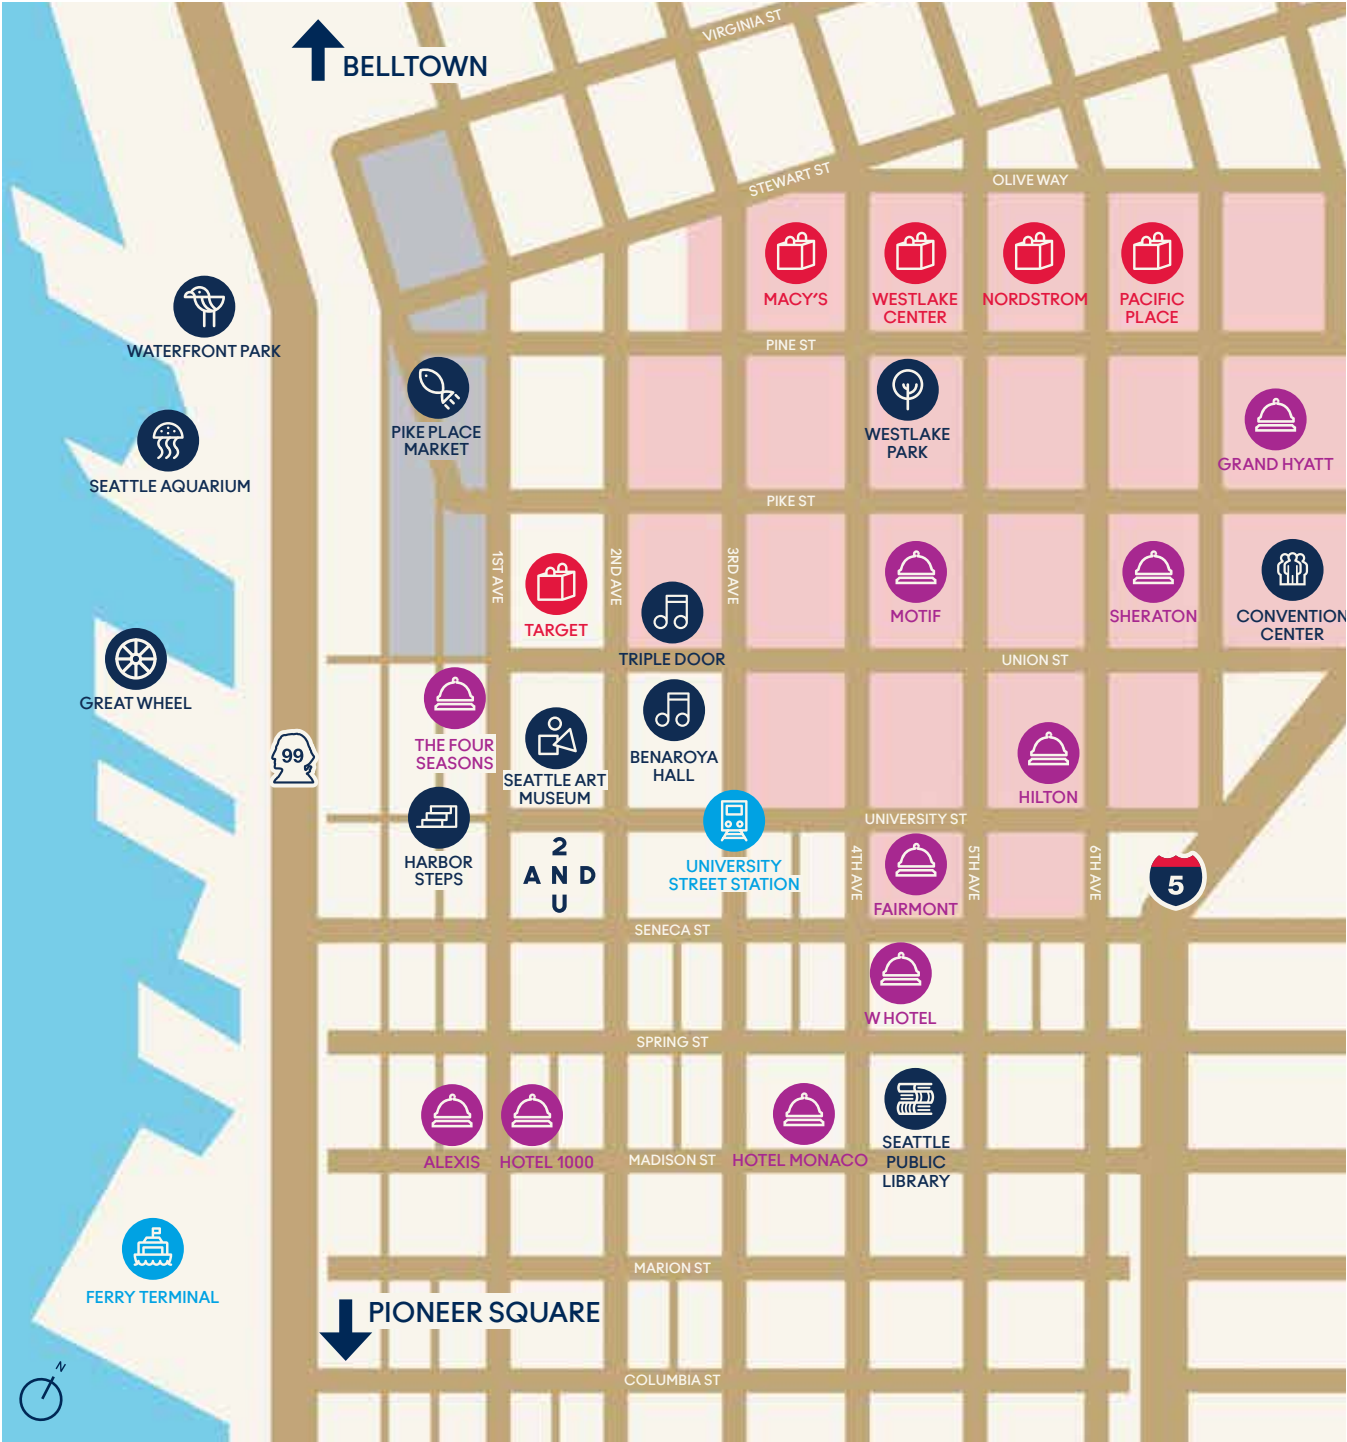 VIRGINIA ST
BELLTOWN
STEWART ST
OLIVE WAY
MACY'S
WESTLAKE
CENTER
NORDSTROM
PACIFIC
PLACE
WATERFRONT PARK
PINE ST
PIKE PLACE
MARKET
WESTLAKE
PARK
GRAND HYATT
SEATTLE AQUARIUM
PIKE ST
1ST AVE
2ND AVE
3RD AVE
TARGET
MOTIF
SHERATON
CONVENTION
CENTER
TRIPLE DOOR
UNION ST
GREAT WHEEL
THE FOUR
SEASONS
99
SEATTLE ART
MUSEUM
BENAROYA
HALL
HILTON
UNIVERSITY ST
HARBOR
STEPS
2
AND
U
UNIVERSITY
STREET STATION
4TH AVE
5TH AVE
6TH AVE
5
FAIRMONT
SENECA ST
W HOTEL
SPRING ST
ALEXIS
HOTEL 1000
MADISON ST
HOTEL MONACO
SEATTLE
PUBLIC
LIBRARY
MARION ST
FERRY TERMINAL
PIONEER SQUARE
N
COLUMBIA ST